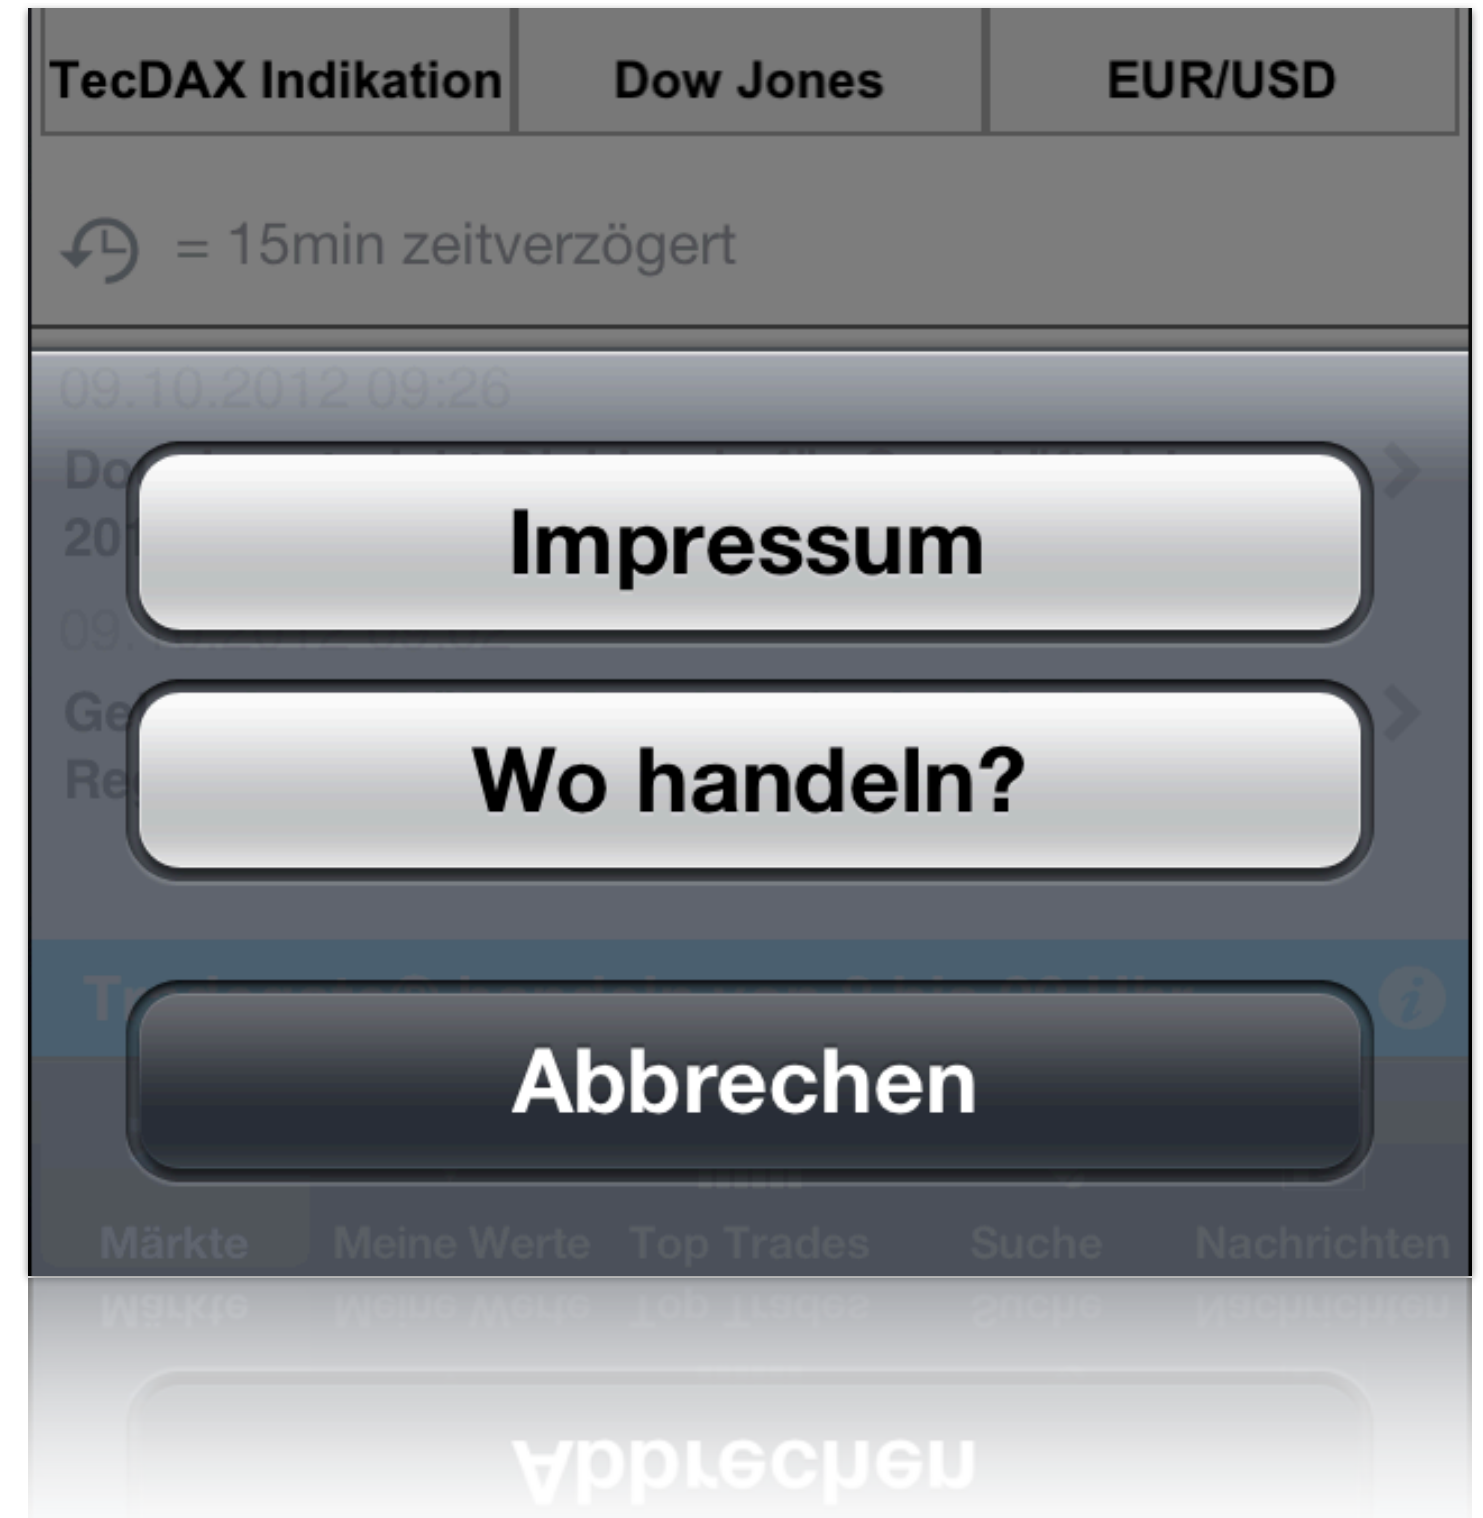 TecDAX Indikation Dow Jones EUR/USD
= 15min zeitverzögert
09.10.2012 09:26
Impressum
Wo handeln?
Abbrechen
Märkte Meine Werte Top Trades Suche Nachrichten